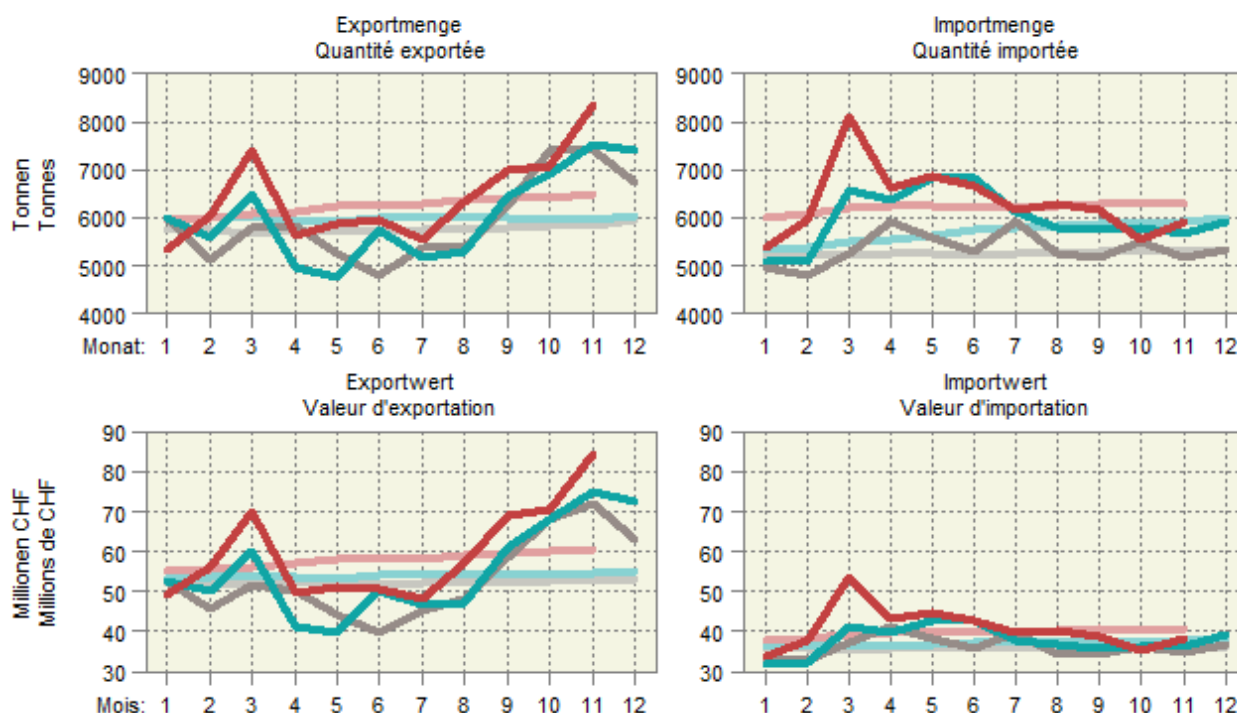 Exportmenge
Quantité exportée
Importmenge
Quantité importée
Tonnen
Tonnes
9000
8000
7000
6000
5000
4000
9000
8000
7000
6000
5000
4000
Monat: 1 2 3 4 5 6 7 8 9 10 11 12
1 2 3 4 5 6 7 8 9 10 11 12
Exportwert
Valeur d'exportation
Importwert
Valeur d'importation
Millionen CHF
Millions de CHF
90
80
70
60
50
40
30
90
80
70
60
50
40
30
Mois: 1 2 3 4 5 6 7 8 9 10 11 12
1 2 3 4 5 6 7 8 9 10 11 12